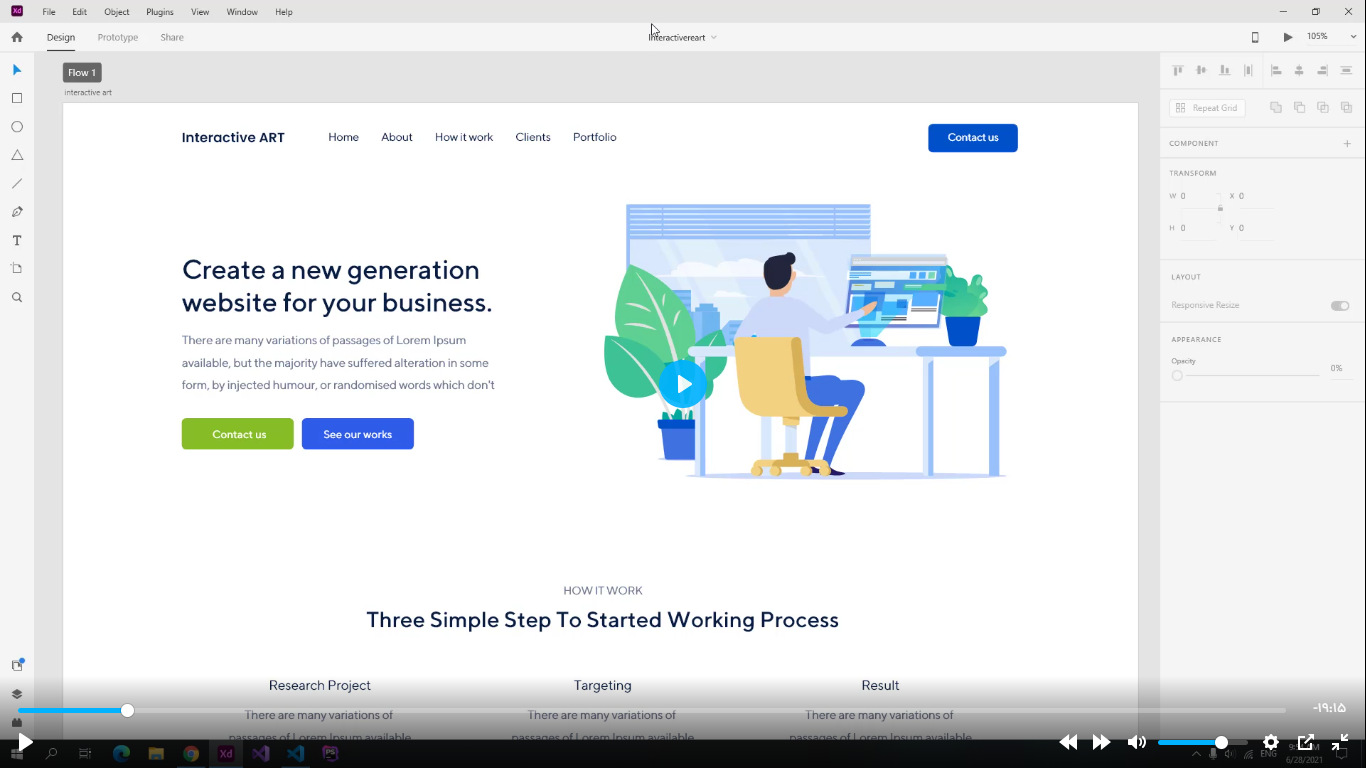 Xd File Edit Object Plugins View Window Help
Design Prototype Share
105%
Flow 1
interactive art
Interactive ART Home About How it work Clients Portfolio Contact us
Repeat Grid
COMPONENT
TRANSFORM
W 0 X 0
H 0 Y 0
LAYOUT
Responsive Resize
APPEARANCE
Opacity
0%
Create a new generation
website for your business.
There are many variations of passages of Lorem Ipsum
available, but the majority have suffered alteration in some
form, by injected humour, or randomised words which don't
Contact us See our works
HOW IT WORK
Three Simple Step To Started Working Process
Research Project Targeting Result
There are many variations of There are many variations of There are many variations of
passages of Lorem Ipsum available, passages of Lorem Ipsum available, passages of Lorem Ipsum available,
-۱۹:۱۵
Xd PS ENG
6/28/2021